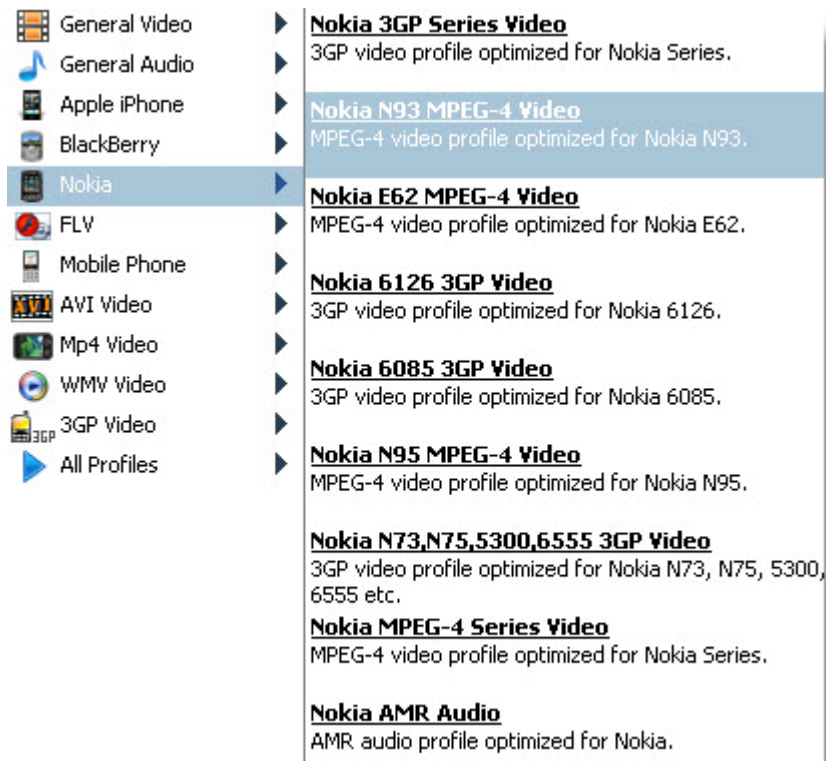 General Video
General Audio
Apple iPhone
BlackBerry
Nokia
FLV
Mobile Phone
AVI
AVI Video
Mp4 Video
WMV Video
3GP
3GP Video
All Profiles
Nokia 3GP Series Video
3GP video profile optimized for Nokia Series.
Nokia N93 MPEG-4 Video
MPEG-4 video profile optimized for Nokia N93.
Nokia E62 MPEG-4 Video
MPEG-4 video profile optimized for Nokia E62.
Nokia 6126 3GP Video
3GP video profile optimized for Nokia 6126.
Nokia 6085 3GP Video
3GP video profile optimized for Nokia 6085.
Nokia N95 MPEG-4 Video
MPEG-4 video profile optimized for Nokia N95.
Nokia N73,N75,5300,6555 3GP Video
3GP video profile optimized for Nokia N73, N75, 5300,
6555 etc.
Nokia MPEG-4 Series Video
MPEG-4 video profile optimized for Nokia Series.
Nokia AMR Audio
AMR audio profile optimized for Nokia.